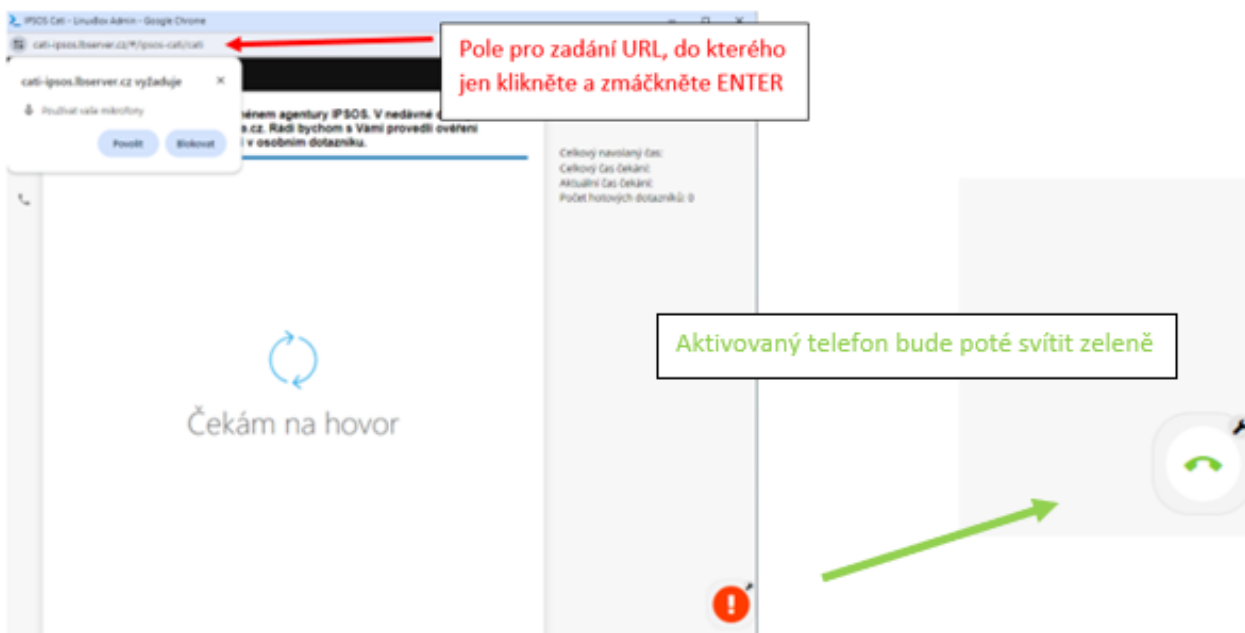 IPSOS Cati - LinuxBox Admin - Google Chrome
cati-ipsos.lbserver.cz/#/ipsos-cati/cati
Pole pro zadání URL, do kterého
jen klikněte a zmáčkněte ENTER
cati-ipsos.lbserver.cz vyžaduje
Používat vaše mikrofony
Povolit Blokovat
jménem agentury IPSOS. V nedávné
a.cz. Rádi bychom s Vámi provedli ověření
i v osobním dotazníku.
Celkový navolaný čas:
Celkový čas čekání:
Aktuální čas čekání:
Počet hotových dotazníků: 0
Aktivovaný telefon bude poté svítit zeleně
Čekám na hovor